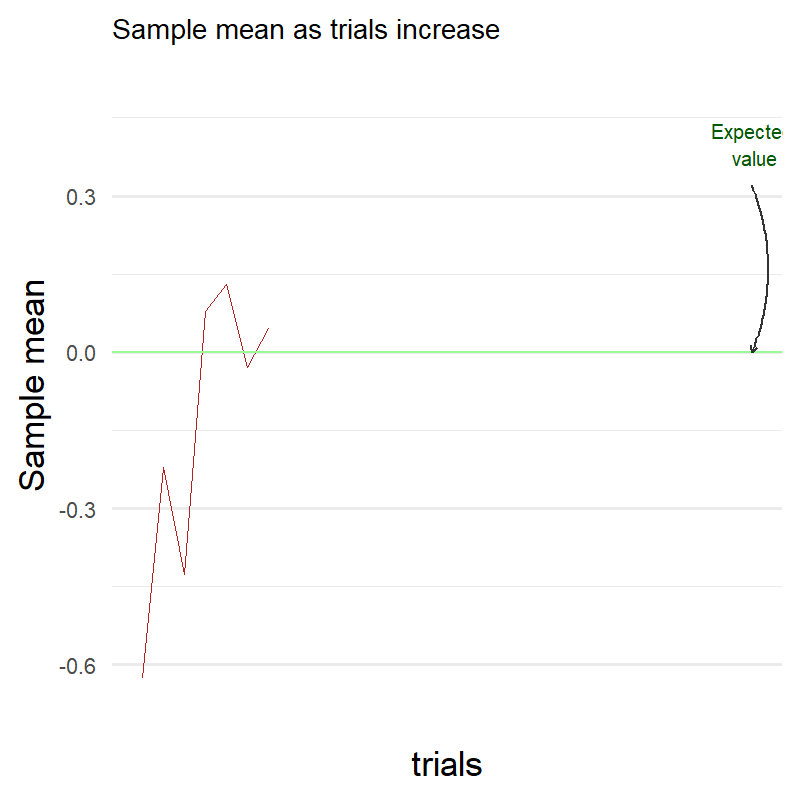 Sample mean as trials increase
Expecte
value
0.3
0.0
-0.3
-0.6
Sample mean
trials